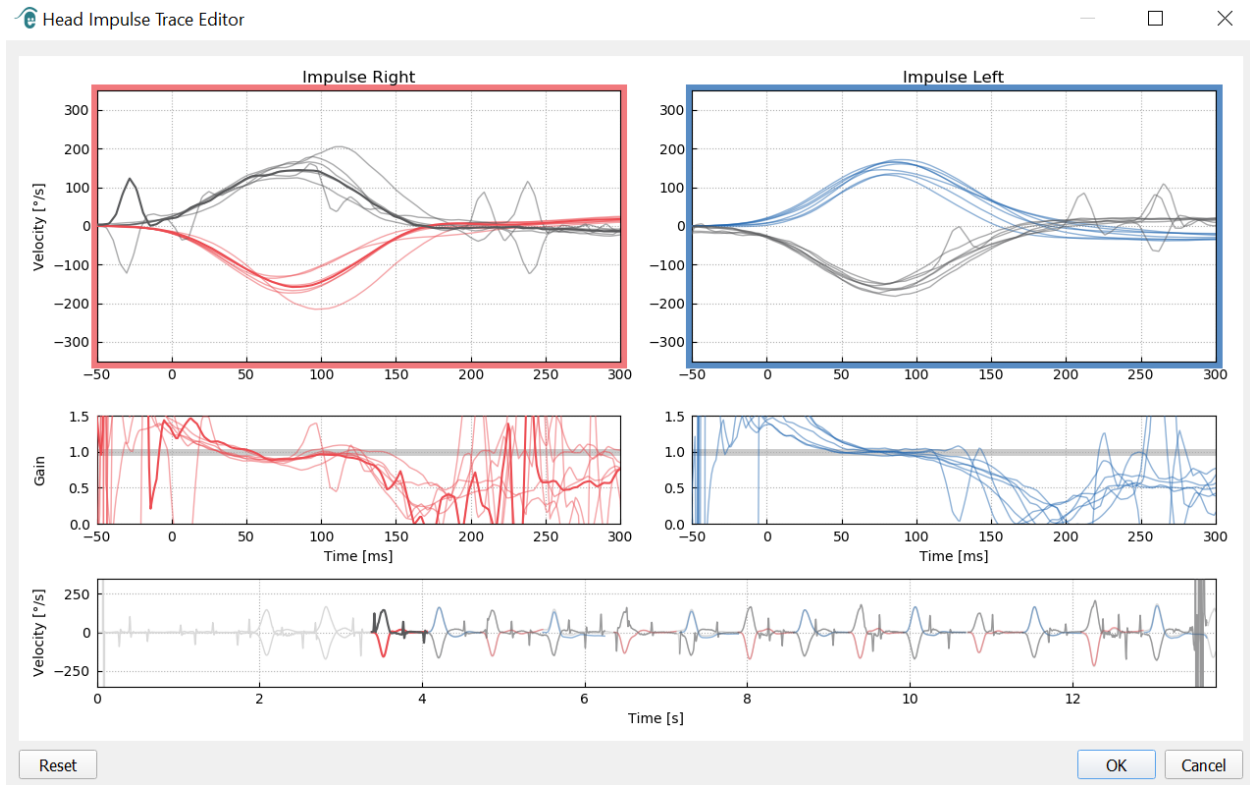 Head Impulse Trace Editor
Impulse Right
Impulse Left
Velocity [°/s]
300
200
100
0
−100
−200
−300
−50 0 50 100 150 200 250 300
300
200
100
0
−100
−200
−300
−50 0 50 100 150 200 250 300
Gain
1.5
1.0
0.5
0.0
−50 0 50 100 150 200 250 300
Time [ms]
1.5
1.0
0.5
0.0
−50 0 50 100 150 200 250 300
Time [ms]
Velocity [°/s]
250
0
−250
0 2 4 6 8 10 12
Time [s]
Reset
OK
Cancel